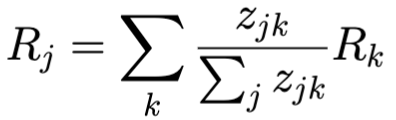 R_j = \sum_k \frac{z_{jk}}{\sum_j z_{jk}} R_k